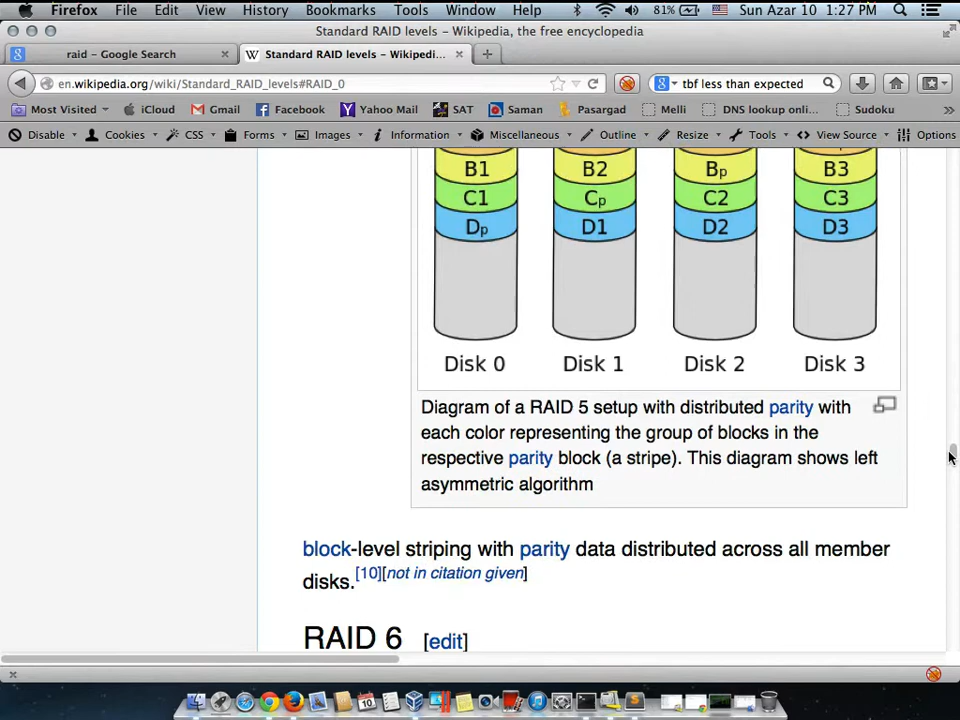 Firefox File Edit View History Bookmarks Tools Window Help 81% Sun Azar 10 1:27 PM
Standard RAID levels – Wikipedia, the free encyclopedia
raid – Google Search
W Standard RAID levels – Wikipedi...
en.wikipedia.org/wiki/Standard_RAID_levels#RAID_0
tbf less than expected
Most Visited iCloud Gmail Facebook Yahoo Mail SAT Saman Pasargad Melli DNS lookup onli... Sudoku
Disable Cookies CSS Forms Images Information Miscellaneous Outline Resize Tools View Source Options
B1 B2 Bp B3
C1 Cp C2 C3
Dp D1 D2 D3
Disk 0 Disk 1 Disk 2 Disk 3
Diagram of a RAID 5 setup with distributed parity with
each color representing the group of blocks in the
respective parity block (a stripe). This diagram shows left
asymmetric algorithm
block-level striping with parity data distributed across all member
disks.[10][not in citation given]
RAID 6 [edit]